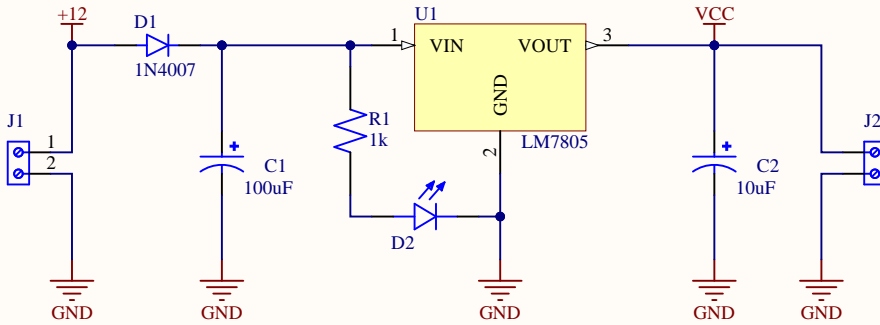 +12
D1
1N4007
U1
1
VIN
VOUT
3
VCC
GND
2
LM7805
J1
1
2
R1
1k
C1
100uF
D2
C2
10uF
J2
GND
GND
GND
GND
GND